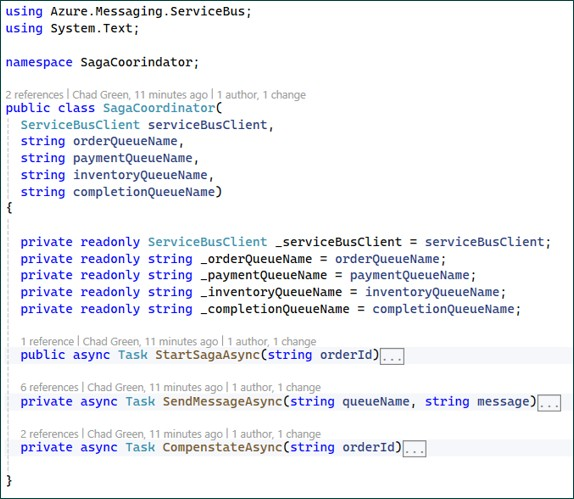 using Azure.Messaging.ServiceBus;
using System.Text;
namespace SagaCoorindator;
2 references | Chad Green, 11 minutes ago | 1 author, 1 change
public class SagaCoordinator(
ServiceBusClient serviceBusClient,
string orderQueueName,
string paymentQueueName,
string inventoryQueueName,
string completionQueueName)
{
private readonly ServiceBusClient _serviceBusClient = serviceBusClient;
private readonly string _orderQueueName = orderQueueName;
private readonly string _paymentQueueName = paymentQueueName;
private readonly string _inventoryQueueName = inventoryQueueName;
private readonly string _completionQueueName = completionQueueName;
1 reference | Chad Green, 11 minutes ago | 1 author, 1 change
public async Task StartSagaAsync(string orderId)...
6 references | Chad Green, 11 minutes ago | 1 author, 1 change
private async Task SendMessageAsync(string queueName, string message)...
2 references | Chad Green, 11 minutes ago | 1 author, 1 change
private async Task CompenstateAsync(string orderId)...
}